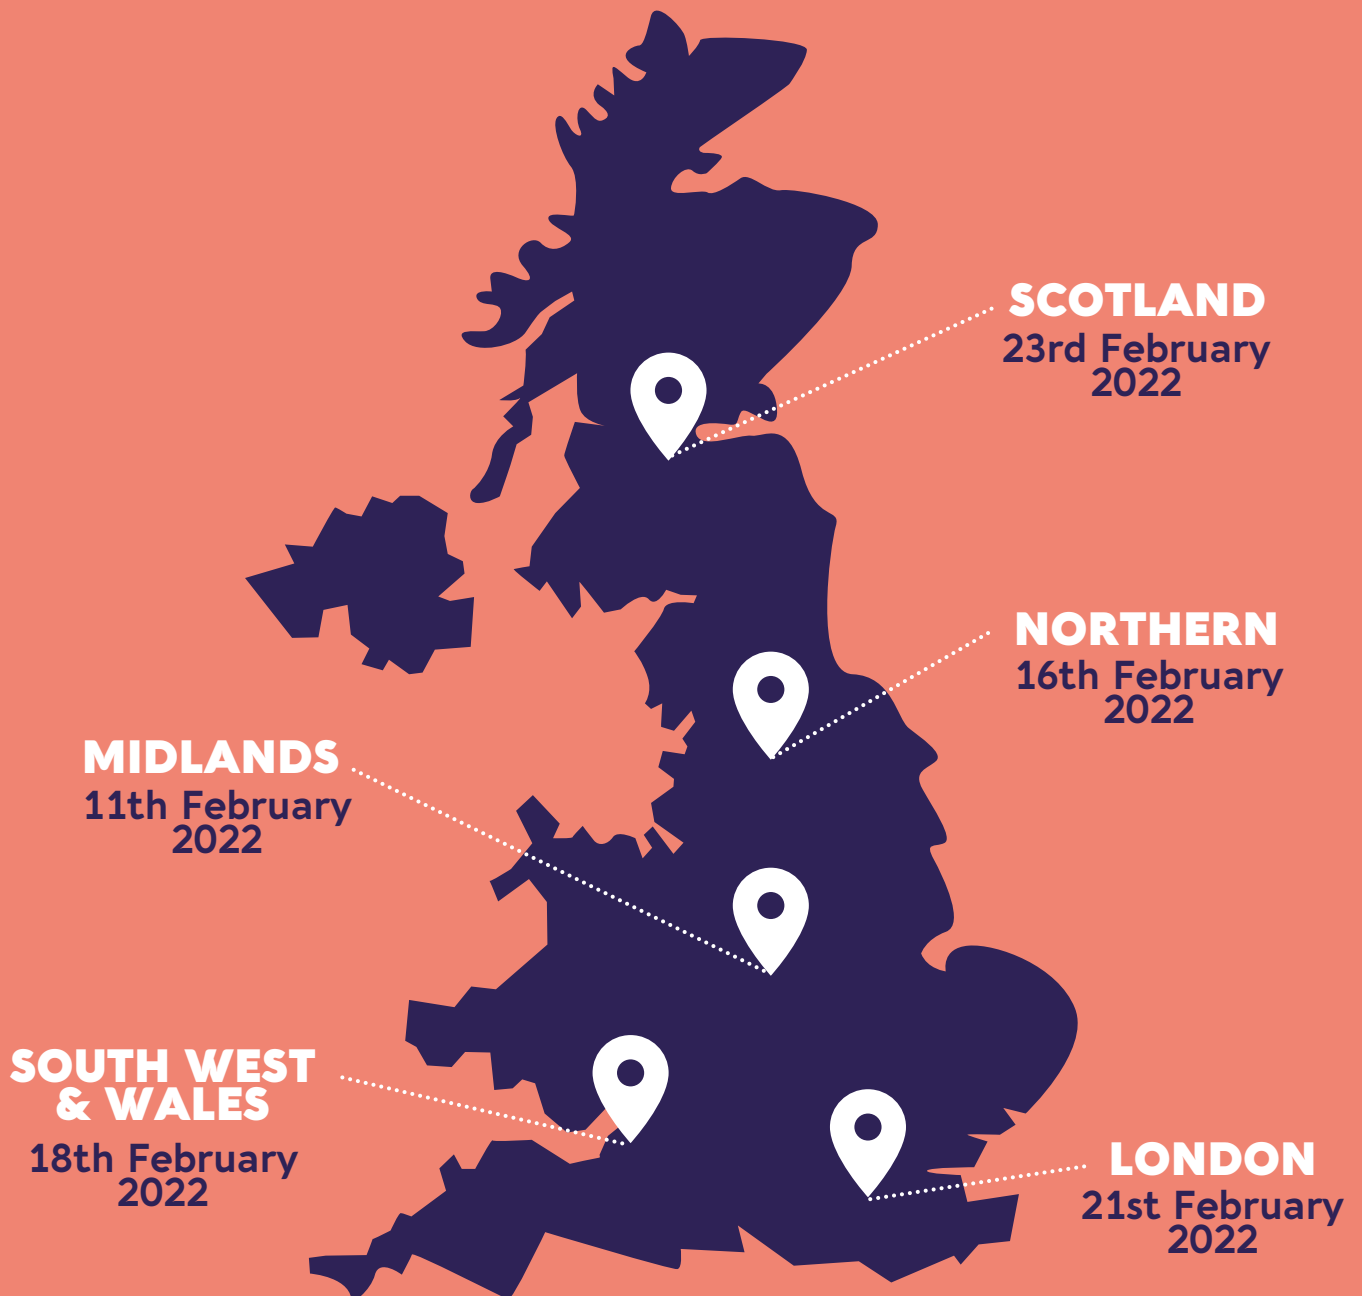 SCOTLAND
23rd February
2022
NORTHERN
16th February
2022
MIDLANDS
11th February
2022
SOUTH WEST
& WALES
18th February
2022
LONDON
21st February
2022